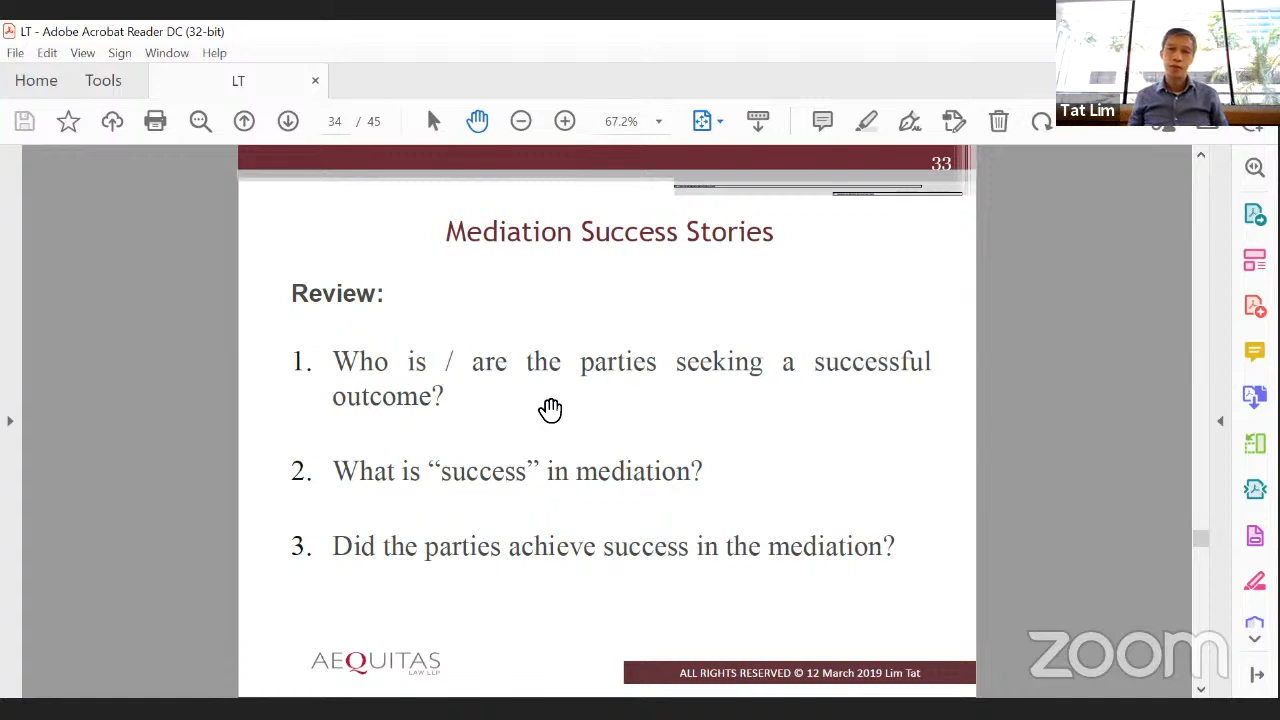 LT - Adobe Acrobat Reader DC (32-bit)
File Edit View Sign Window Help
Home Tools LT ×
34 / 45 67.2%
Tat Lim
33
Mediation Success Stories
Review:
1. Who is / are the parties seeking a successful
outcome?
2. What is “success” in mediation?
3. Did the parties achieve success in the mediation?
AEQUITAS
LAW LLP
ALL RIGHTS RESERVED © 12 March 2019 Lim Tat
zoom